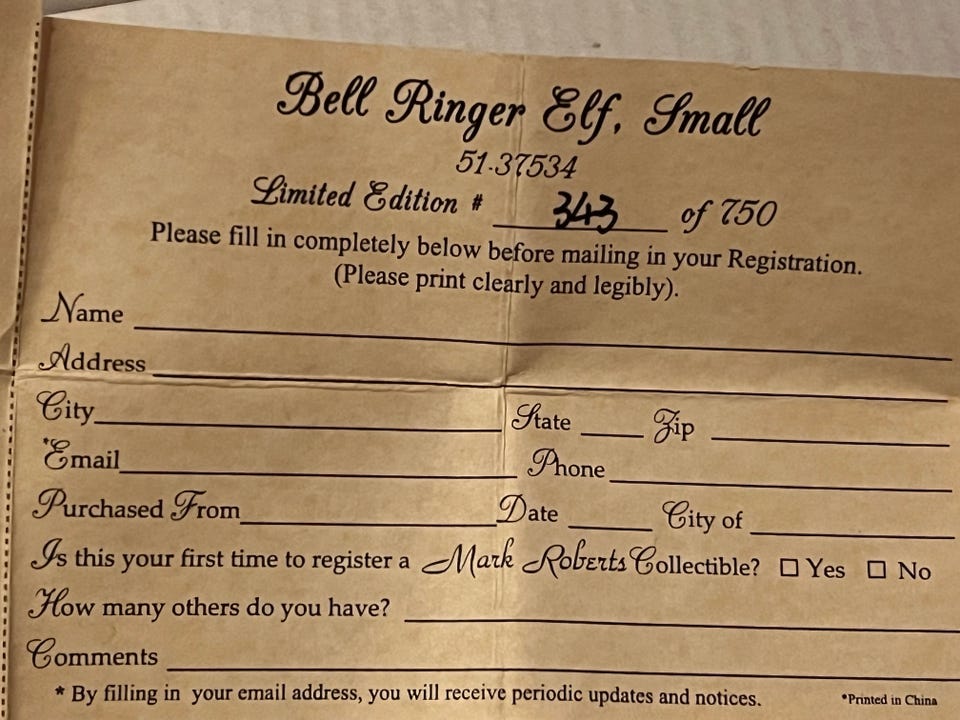 Bell Ringer Elf, Small
51-37534
Limited Edition # 343 of 750
Please fill in completely below before mailing in your Registration.
(Please print clearly and legibly).
Name
Address
City State Zip
*Email Phone
Purchased From Date City of
Is this your first time to register a Mark Roberts Collectible? ☐ Yes ☐ No
How many others do you have?
Comments
* By filling in your email address, you will receive periodic updates and notices. *Printed in China